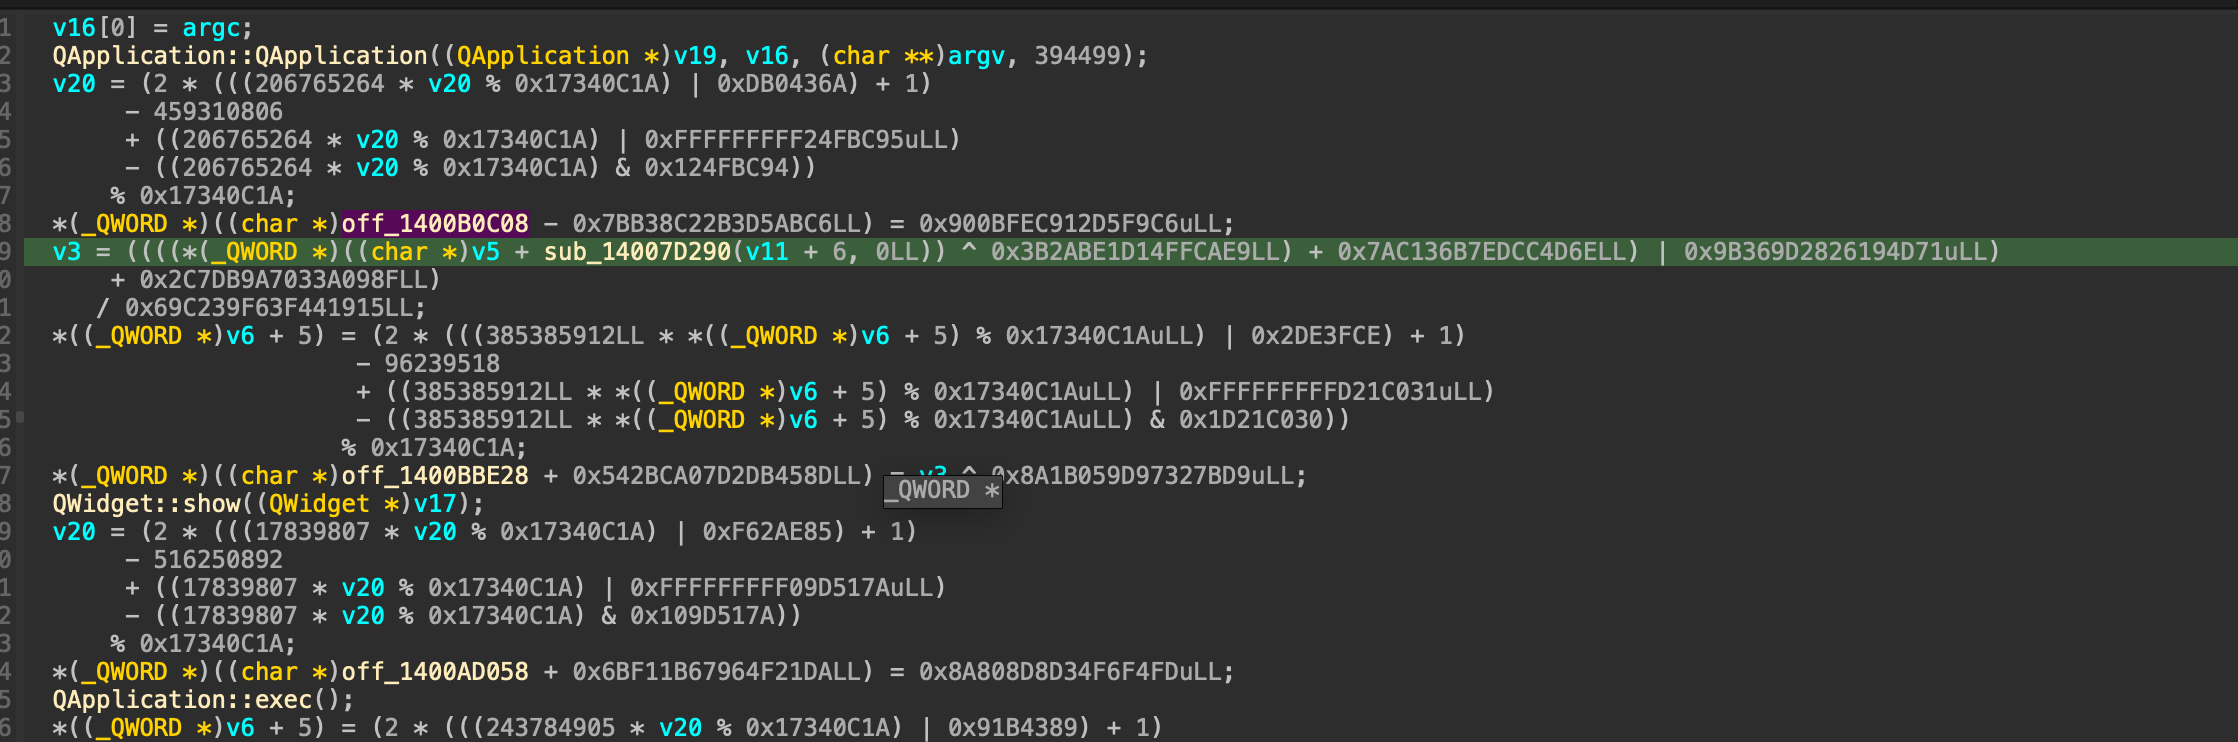 1 v16[0] = argc;
2 QApplication::QApplication((QApplication *)v19, v16, (char **)argv, 394499);
3 v20 = (2 * (((206765264 * v20 % 0x17340C1A) | 0xDB0436A) + 1)
4 - 459310806
5 + ((206765264 * v20 % 0x17340C1A) | 0xFFFFFFFFF24FBC95uLL)
6 - ((206765264 * v20 % 0x17340C1A) & 0x124FBC94))
7 % 0x17340C1A;
8 *(_QWORD *)((char *)off_1400B0C08 - 0x7BB38C22B3D5ABC6LL) = 0x900BFEC912D5F9C6uLL;
9 v3 = ((((*(_QWORD *)((char *)v5 + sub_14007D290(v11 + 6, 0LL)) ^ 0x3B2ABE1D14FFCAE9LL) + 0x7AC136B7EDCC4D6ELL) | 0x9B369D2826194D71uLL)
0 + 0x2C7DB9A7033A098FLL)
1 / 0x69C239F63F441915LL;
2 *((_QWORD *)v6 + 5) = (2 * (((385385912LL * *((_QWORD *)v6 + 5) % 0x17340C1AuLL) | 0x2DE3FCE) + 1)
3 - 96239518
4 + ((385385912LL * *((_QWORD *)v6 + 5) % 0x17340C1AuLL) | 0xFFFFFFFFFD21C031uLL)
5 - ((385385912LL * *((_QWORD *)v6 + 5) % 0x17340C1AuLL) & 0x1D21C030))
6 % 0x17340C1A;
7 *(_QWORD *)((char *)off_1400BBE28 + 0x542BCA07D2DB458DLL) = v3 ^ 0x8A1B059D97327BD9uLL;
_QWORD *
8 QWidget::show((QWidget *)v17);
9 v20 = (2 * (((17839807 * v20 % 0x17340C1A) | 0xF62AE85) + 1)
0 - 516250892
1 + ((17839807 * v20 % 0x17340C1A) | 0xFFFFFFFFF09D517AuLL)
2 - ((17839807 * v20 % 0x17340C1A) & 0x109D517A))
3 % 0x17340C1A;
4 *(_QWORD *)((char *)off_1400AD058 + 0x6BF11B67964F21DALL) = 0x8A808D8D34F6F4FDuLL;
5 QApplication::exec();
6 *((_QWORD *)v6 + 5) = (2 * (((243784905 * v20 % 0x17340C1A) | 0x91B4389) + 1)